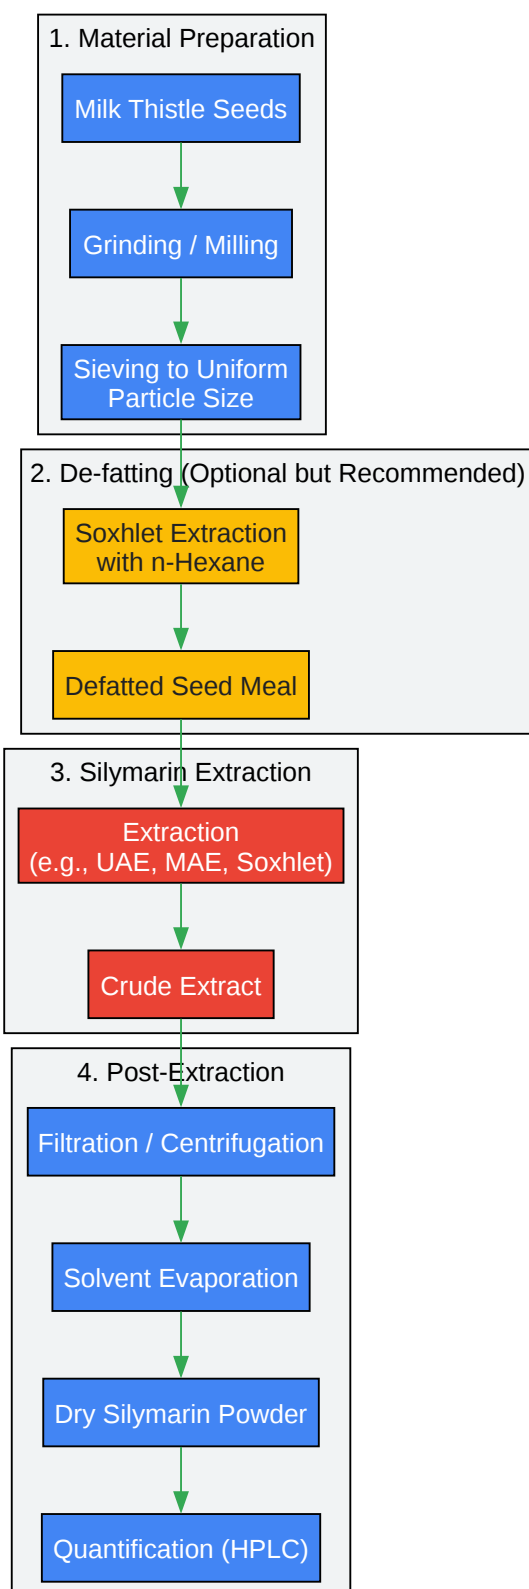 1. Material Preparation
Milk Thistle Seeds
Grinding / Milling
Sieving to Uniform
Particle Size
2. De-fatting (Optional but Recommended)
Soxhlet Extraction
with n-Hexane
Defatted Seed Meal
3. Silymarin Extraction
Extraction
(e.g., UAE, MAE, Soxhlet)
Crude Extract
4. Post-Extraction
Filtration / Centrifugation
Solvent Evaporation
Dry Silymarin Powder
Quantification (HPLC)